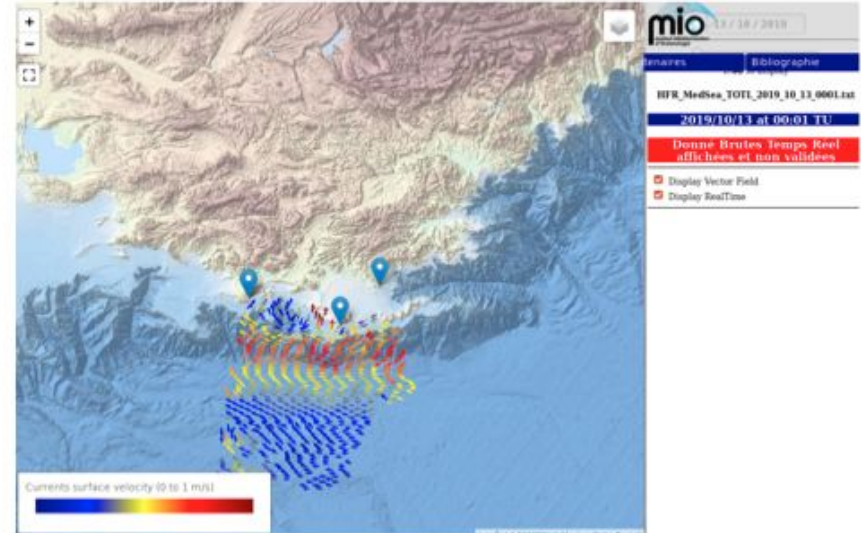 +
−
mio
13 / 10 / 2019
tenaires
Bibliographie
HFR_MedSea_TOTL_2019_10_13_0001.txt
2019/10/13 at 00:01 TU
Donné Brutes Temps Réel
affichées et non validées
Display Vector Field
Display RealTime
Currents surface velocity (0 to 1 m/s)